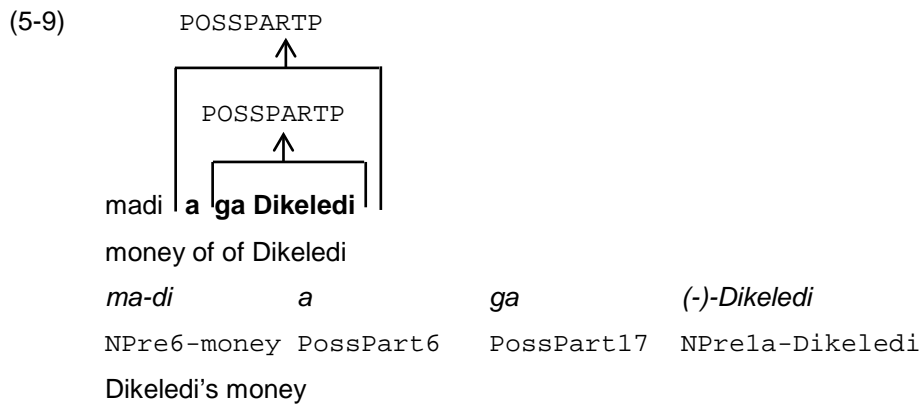 (5-9) POSSPARTP
POSSPARTP
madi a ga Dikeledi
money of of Dikeledi
ma-di a ga (-)-Dikeledi
NPre6-money PossPart6 PossPart17 NPre1a-Dikeledi
Dikeledi's money